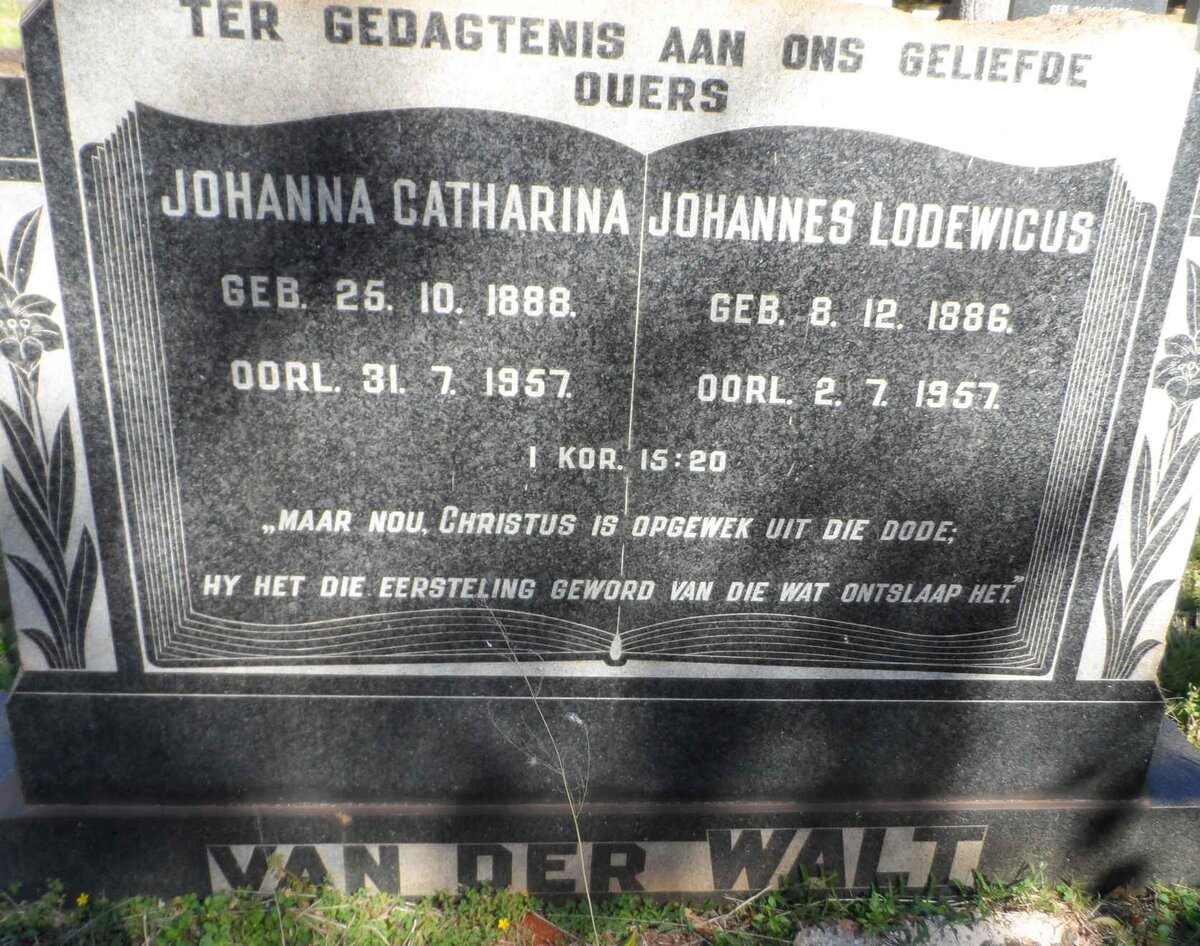 TER GEDAGTENIS AAN ONS GELIEFDE
OUERS
JOHANNA CATHARINA
GEB. 25. 10. 1888.
OORL. 31. 7. 1957.
JOHANNES LODEWICUS
GEB. 8. 12. 1886.
OORL. 2. 7. 1957.
I KOR. 15:20
„MAAR NOU, CHRISTUS IS OPGEWEK UIT DIE DODE;
HY HET DIE EERSTELING GEWORD VAN DIE WAT ONTSLAAP HET."
VAN DER WALT